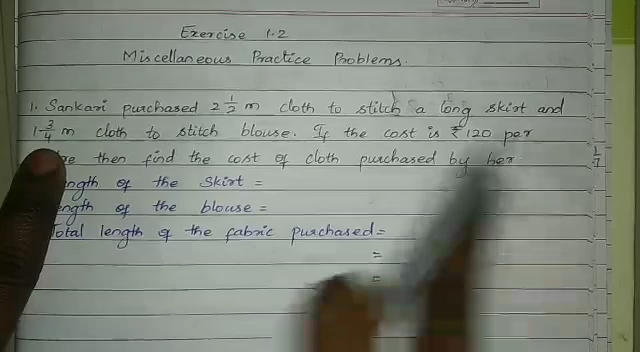 Exercise 1.2
Miscellaneous Practice Problems.
1. Sankari purchased 2 1/2 m cloth to stitch a long skirt and
1 3/4 m cloth to stitch blouse. If the cost is ₹ 120 per
then find the cost of cloth purchased by her
length of the skirt =
length of the blouse =
Total length of the fabric purchased =
=
=